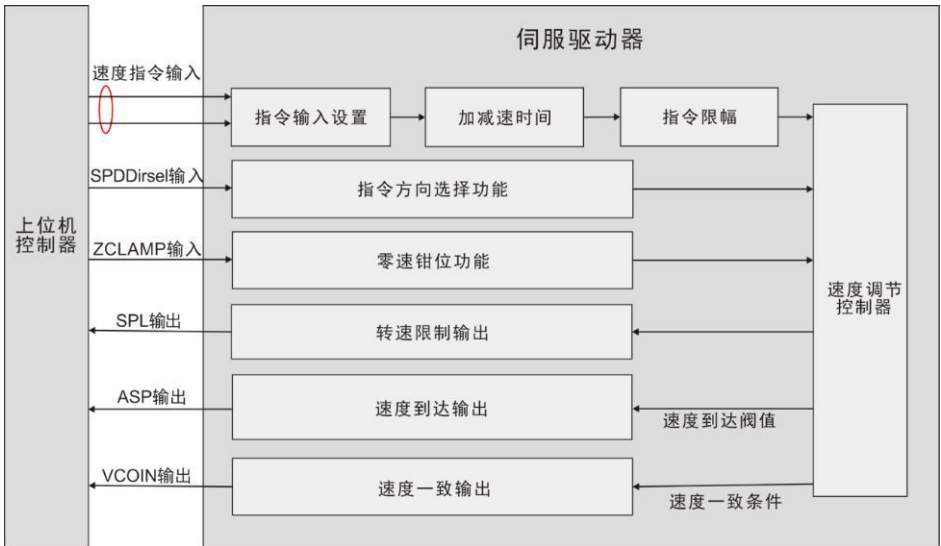 伺服驱动器
速度指令输入
指令输入设置
加减速时间
指令限幅
SPDDirsel输入
指令方向选择功能
上位机
控制器
ZCLAMP输入
零速钳位功能
速度调节
控制器
SPL输出
转速限制输出
ASP输出
速度到达输出
速度到达阀值
VCOIN输出
速度一致输出
速度一致条件